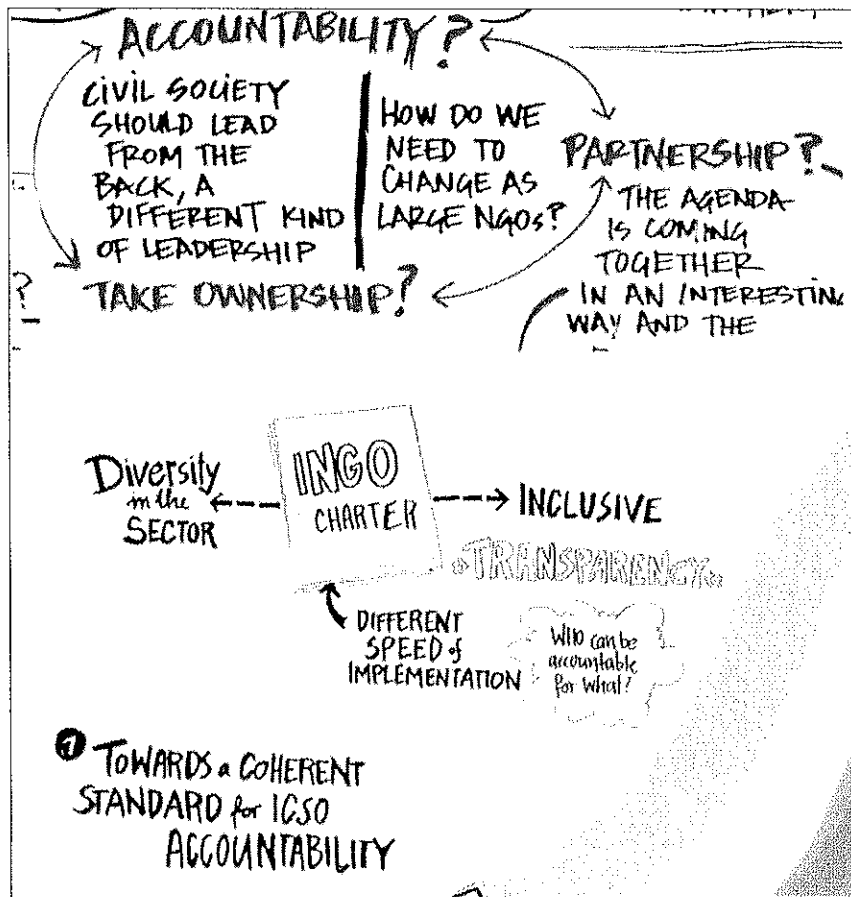 ACCOUNTABILITY?
CIVIL SOCIETY
SHOULD LEAD
FROM THE
BACK, A
DIFFERENT KIND
OF LEADERSHIP
HOW DO WE
NEED TO
CHANGE AS
LARGE NGOs?
PARTNERSHIP?
THE AGENDA
IS COMING
TOGETHER
IN AN INTERESTING
WAY AND THE
?
TAKE OWNERSHIP?
Diversity
in the
SECTOR
INGO
CHARTER
INCLUSIVE
TRANSPARENCY
DIFFERENT
SPEED of
IMPLEMENTATION
WHO can be
accountable
for what?
TOWARDS a COHERENT
STANDARD for ICSO
ACCOUNTABILITY